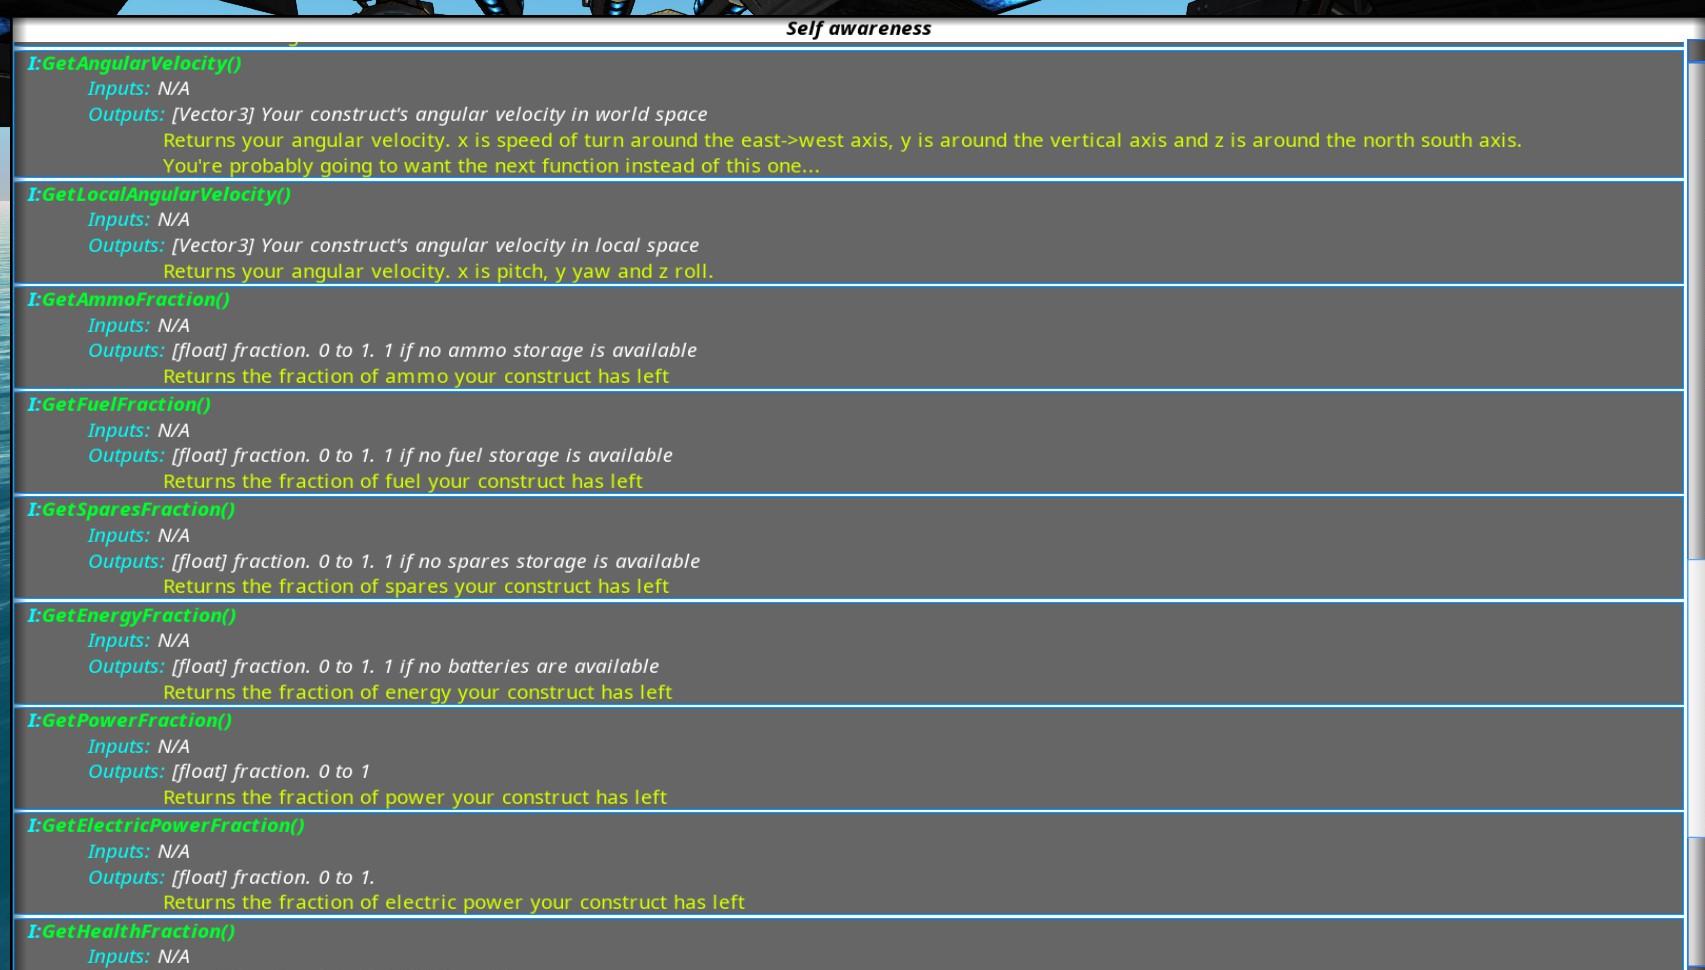 Self awareness
I:GetAngularVelocity()
Inputs: N/A
Outputs: [Vector3] Your construct's angular velocity in world space
Returns your angular velocity. x is speed of turn around the east->west axis, y is around the vertical axis and z is around the north south axis.
You're probably going to want the next function instead of this one...
I:GetLocalAngularVelocity()
Inputs: N/A
Outputs: [Vector3] Your construct's angular velocity in local space
Returns your angular velocity. x is pitch, y yaw and z roll.
I:GetAmmoFraction()
Inputs: N/A
Outputs: [float] fraction. 0 to 1. 1 if no ammo storage is available
Returns the fraction of ammo your construct has left
I:GetFuelFraction()
Inputs: N/A
Outputs: [float] fraction. 0 to 1. 1 if no fuel storage is available
Returns the fraction of fuel your construct has left
I:GetSparesFraction()
Inputs: N/A
Outputs: [float] fraction. 0 to 1. 1 if no spares storage is available
Returns the fraction of spares your construct has left
I:GetEnergyFraction()
Inputs: N/A
Outputs: [float] fraction. 0 to 1. 1 if no batteries are available
Returns the fraction of energy your construct has left
I:GetPowerFraction()
Inputs: N/A
Outputs: [float] fraction. 0 to 1
Returns the fraction of power your construct has left
I:GetElectricPowerFraction()
Inputs: N/A
Outputs: [float] fraction. 0 to 1.
Returns the fraction of electric power your construct has left
I:GetHealthFraction()
Inputs: N/A